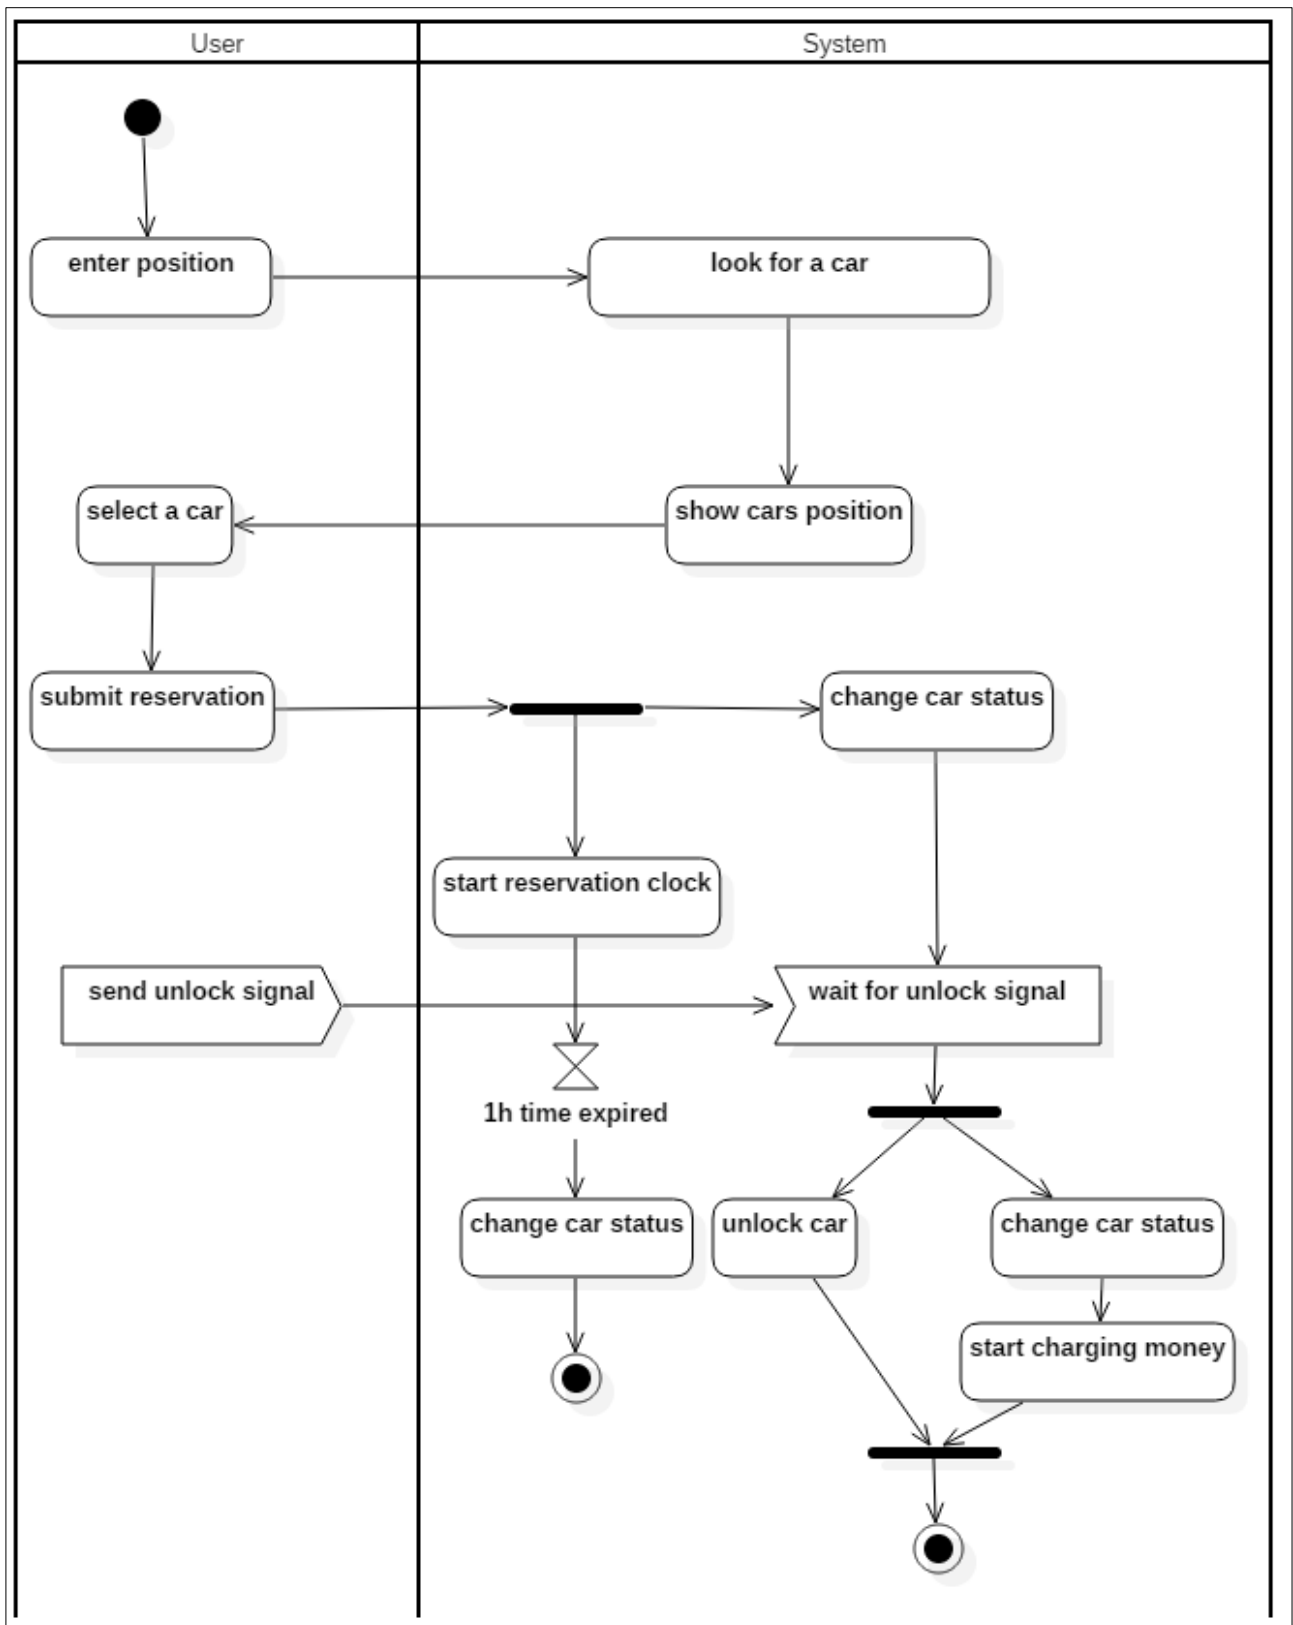 User
System
enter position
look for a car
select a car
show cars position
submit reservation
change car status
start reservation clock
send unlock signal
wait for unlock signal
1h time expired
change car status
unlock car
change car status
start charging money